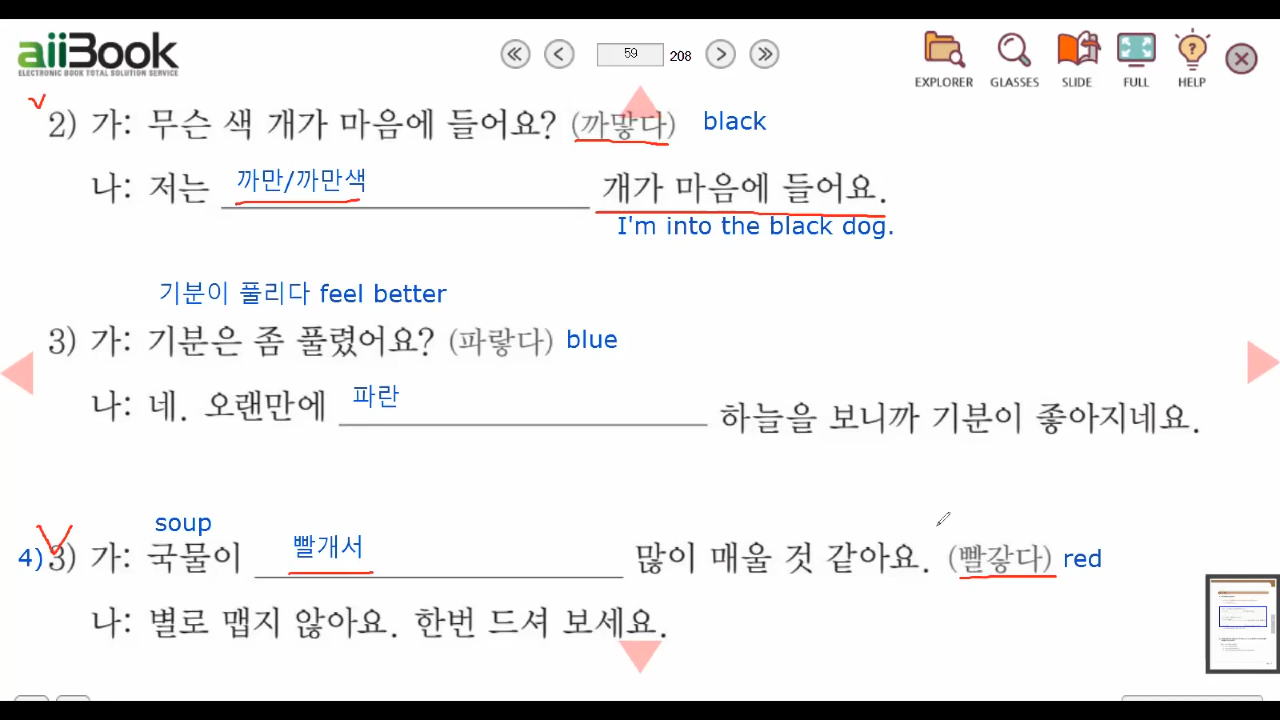 aiiBook
ELECTRONIC BOOK TOTAL SOLUTION SERVICE
59 208
EXPLORER GLASSES SLIDE FULL HELP
2) 가: 무슨 색 개가 마음에 들어요? (까맣다) black
나: 저는 까만/까만색 개가 마음에 들어요.
I'm into the black dog.
기분이 풀리다 feel better
3) 가: 기분은 좀 풀렸어요? (파랗다) blue
나: 네. 오랜만에 파란 하늘을 보니까 기분이 좋아지네요.
soup
4) 3) 가: 국물이 빨개서 많이 매울 것 같아요. (빨갛다) red
나: 별로 맵지 않아요. 한번 드셔 보세요.